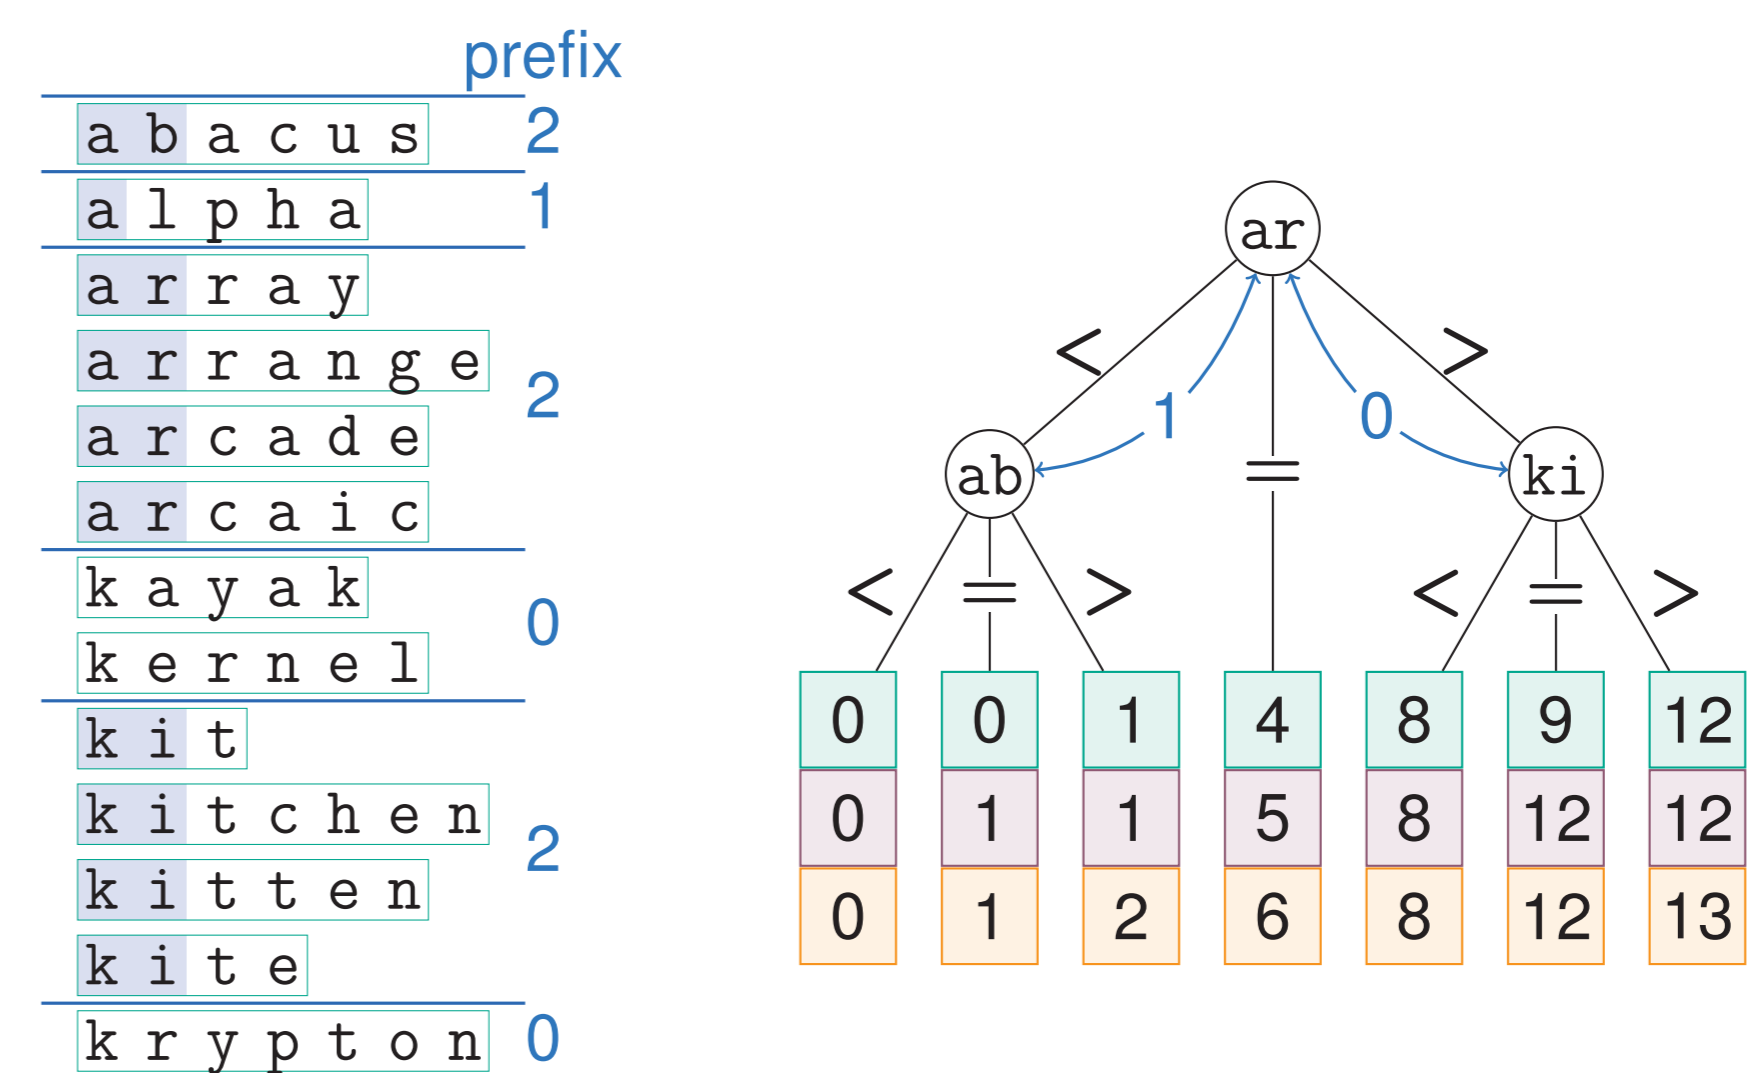 prefix
abacus 2
alpha 1
array
arrange
2
arcade
arcaic
kayak
0
kernel
kit
kitchen
2
kitten
kite
krypton 0
ar
< >
1 0
ab = ki
< = > < = >
0 0 1 4 8 9 12
0 1 1 5 8 12 12
0 1 2 6 8 12 13